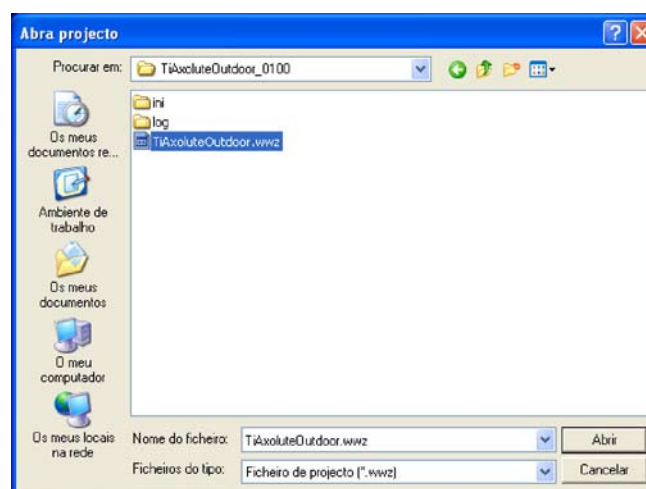 Abra projecto
Procurar em:
TiAxoluteOutdoor_0100
ini
log
TiAxoluteOutdoor.wwz
Os meus
documentos re...
Ambiente de
trabalho
Os meus
documentos
O meu
computador
Os meus locais
na rede
Nome do ficheiro:
TiAxoluteOutdoor.wwz
Abrir
Ficheiros do tipo:
Ficheiro de projecto (*.wwz)
Cancelar